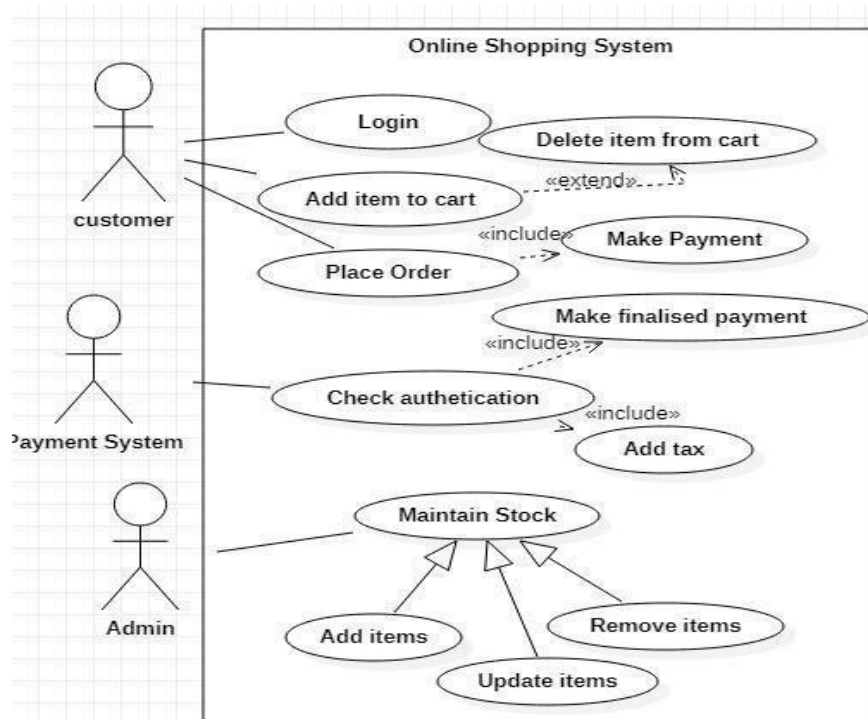 Online Shopping System
Login
Delete item from cart
«extend»
Add item to cart
customer
«include»
Make Payment
Place Order
Make finalised payment
«include»
Check authetication
«include»
Payment System
Add tax
Maintain Stock
Admin
Add items
Remove items
Update items